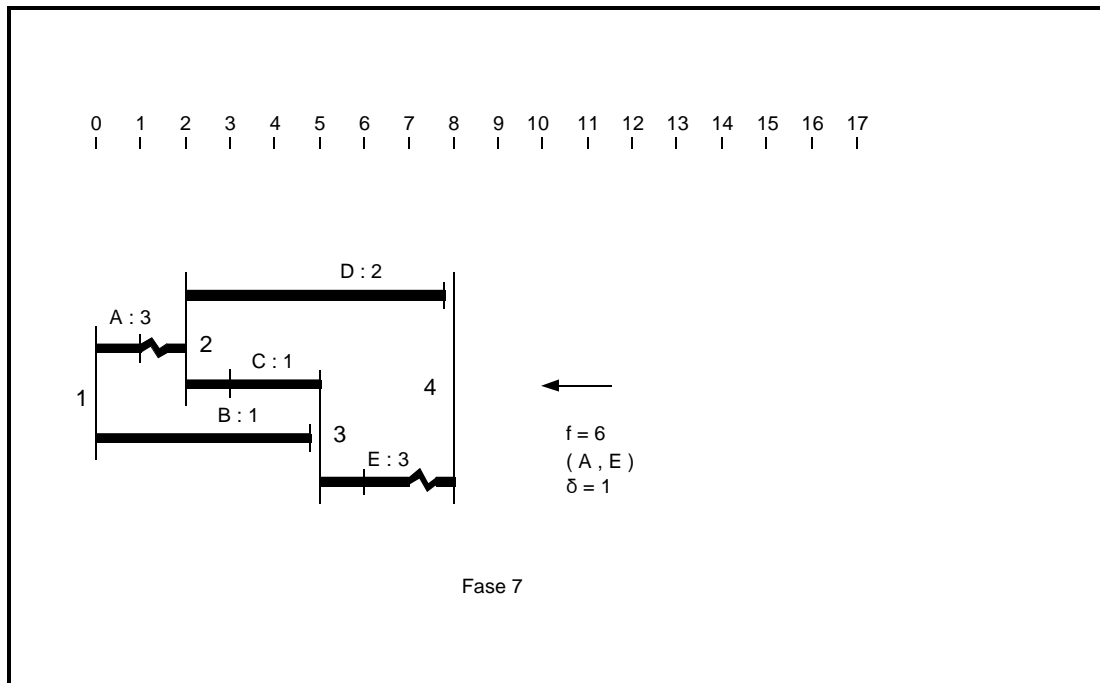 0 1 2 3 4 5 6 7 8 9 10 11 12 13 14 15 16 17
D : 2
A : 3
2
C : 1
1
4
B : 1
3
f = 6
E : 3
( A , E )
δ = 1
Fase 7